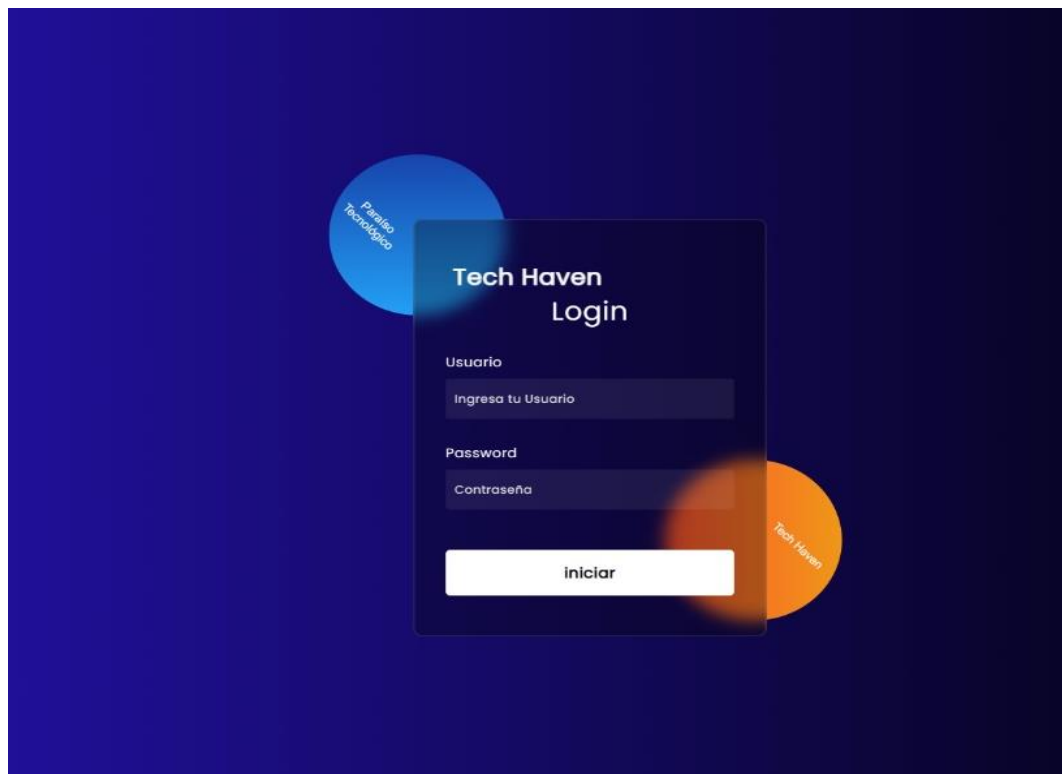 Paraíso
Tecnológico
Tech Haven
Login
Usuario
Ingresa tu Usuario
Password
Contraseña
Tech Haven
iniciar